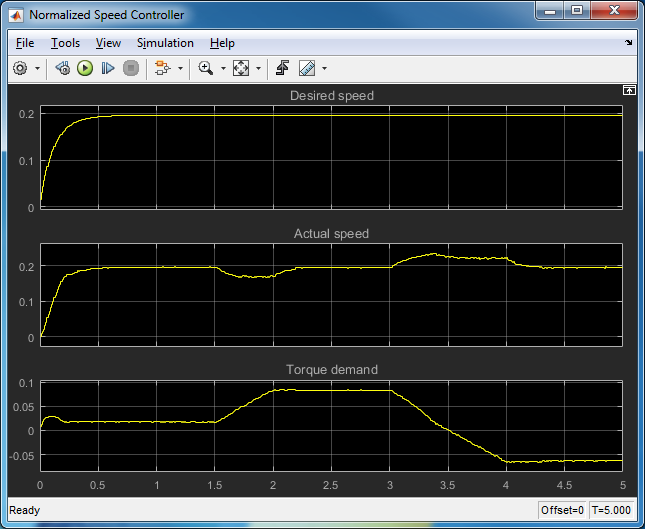 Normalized Speed Controller
File Tools View Simulation Help
Desired speed
0.2
0.1
0
Actual speed
0.2
0.1
0
Torque demand
0.1
0.05
0
-0.05
0 0.5 1 1.5 2 2.5 3 3.5 4 4.5 5
Ready Offset=0 T=5.000